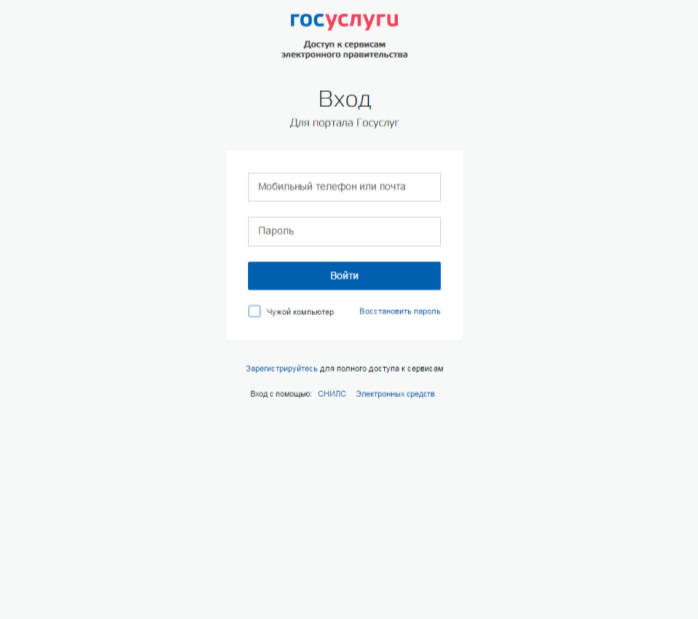 госуслуги
Доступ к сервисам
электронного правительства
Вход
Для портала Госуслуг
Мобильный телефон или почта
Пароль
Войти
Чужой компьютер Восстановить пароль
Зарегистрируйтесь для полного доступа к сервисам
Вход с помощью: СНИЛС Электронных средств